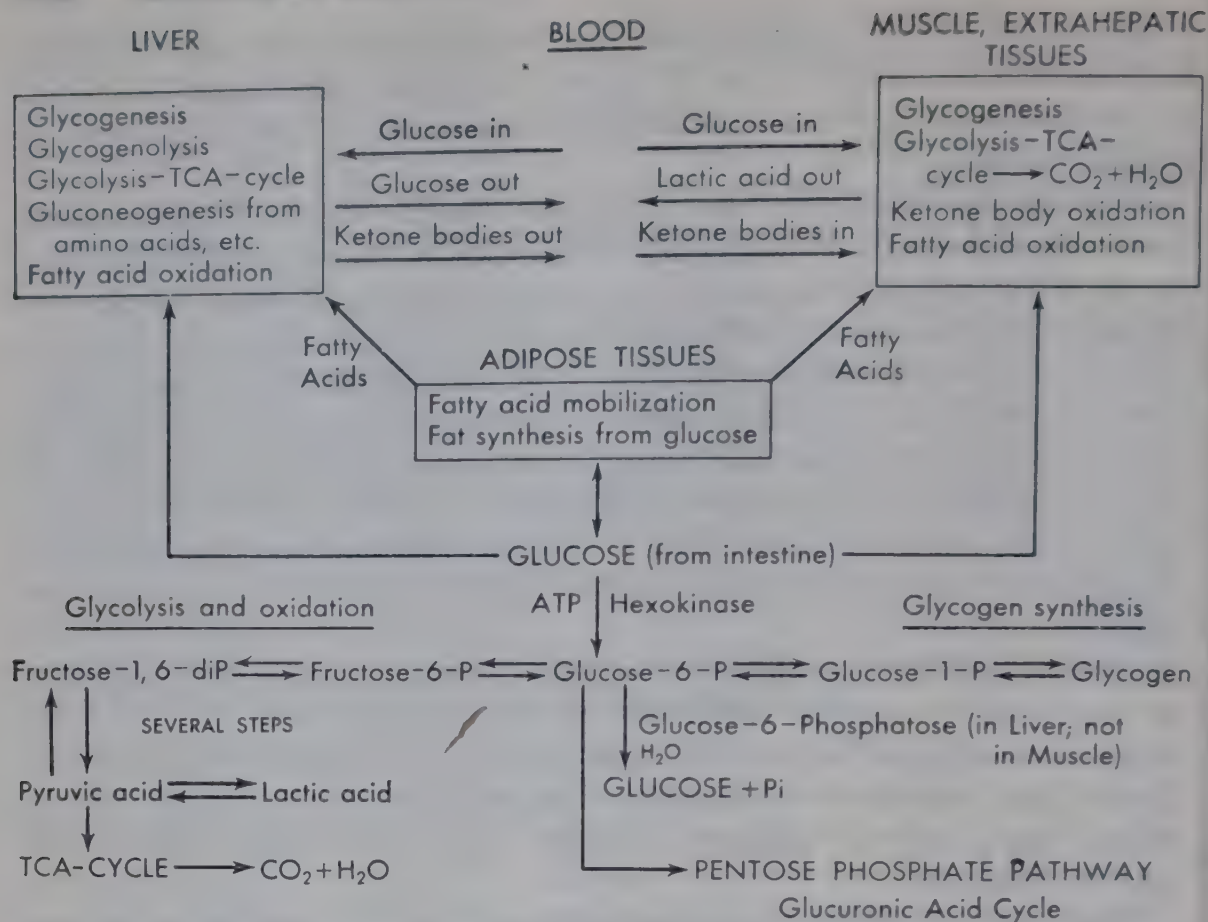 LIVER
BLOOD
MUSCLE, EXTRAHEPATIC
TISSUES
Glycogenesis
Glycogenolysis
Glycolysis-TCA-cycle
Gluconeogenesis from
amino acids, etc.
Fatty acid oxidation
Glucose in
Glucose out
Ketone bodies out
Glucose in
Lactic acid out
Ketone bodies in
Glycogenesis
Glycolysis-TCA-
cycle → CO₂+H₂O
Ketone body oxidation
Fatty acid oxidation
Fatty
Acids
ADIPOSE TISSUES
Fatty acid mobilization
Fat synthesis from glucose
Fatty
Acids
GLUCOSE (from intestine)
Glycolysis and oxidation
ATP Hexokinase
Glycogen synthesis
Fructose-1, 6-diP ⇌ Fructose-6-P ⇌ Glucose-6-P ⇌ Glucose-1-P ⇌ Glycogen
SEVERAL STEPS
Glucose-6-Phosphatose (in Liver; not
H₂O in Muscle)
Pyruvic acid ⇌ Lactic acid
GLUCOSE +Pi
TCA-CYCLE → CO₂+H₂O
PENTOSE PHOSPHATE PATHWAY
Glucuronic Acid Cycle